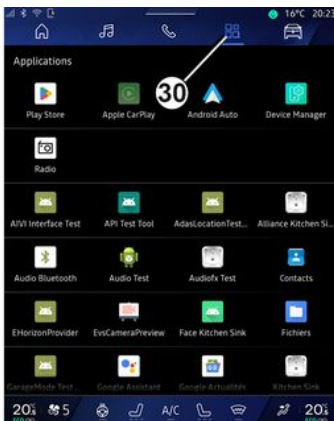 16°C 20:23
Applications
30
Play Store Apple CarPlay Android Auto Device Manager
Radio
AIVI Interface Test API Test Tool AdasLocationTest... Alliance Kitchen Si...
Audio Bluetooth Audio Test Audiofx Test Contacts
EHorizonProvider EvsCameraPreview Face Kitchen Sink Fichiers
GarageMode Test ... Google Assistant Google Actualités Kitchen Sink
20 5 A/C 20